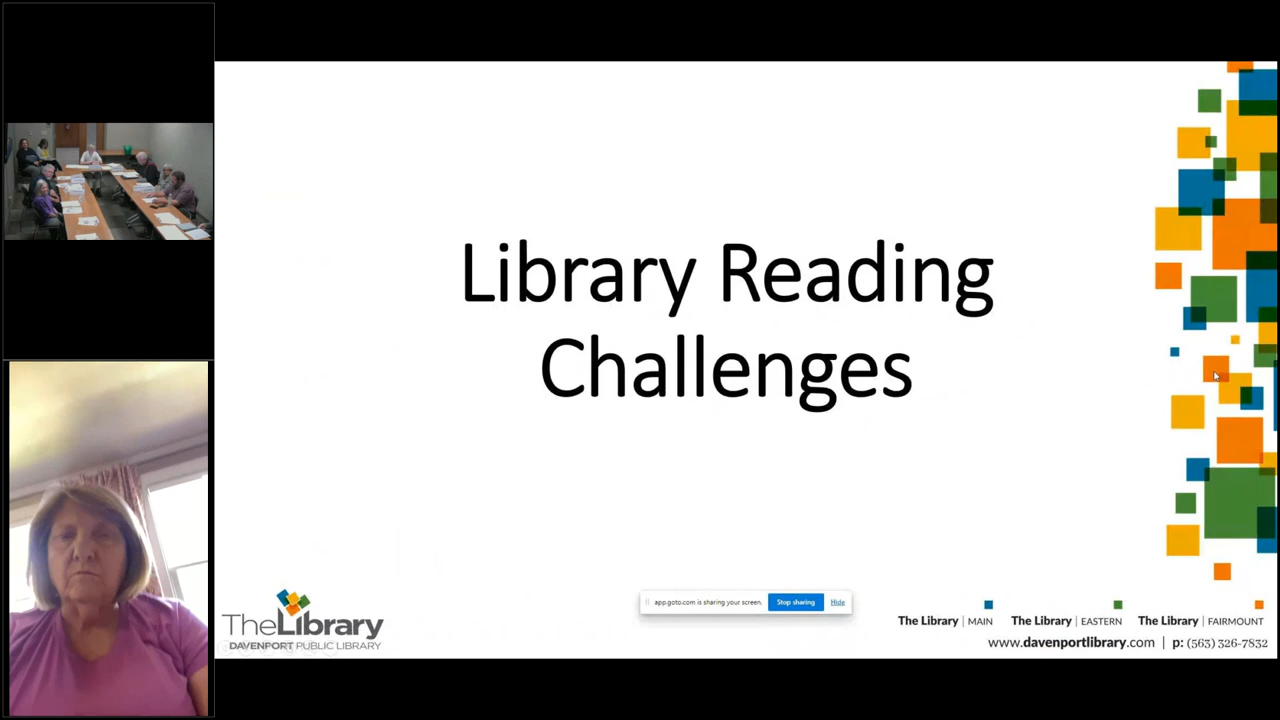 Library Reading
Challenges
app.goto.com is sharing your screen. Stop sharing Hide
TheLibrary
DAVENPORT PUBLIC LIBRARY
The Library | MAIN The Library | EASTERN The Library | FAIRMOUNT
www.davenportlibrary.com | p: (563) 326-7832